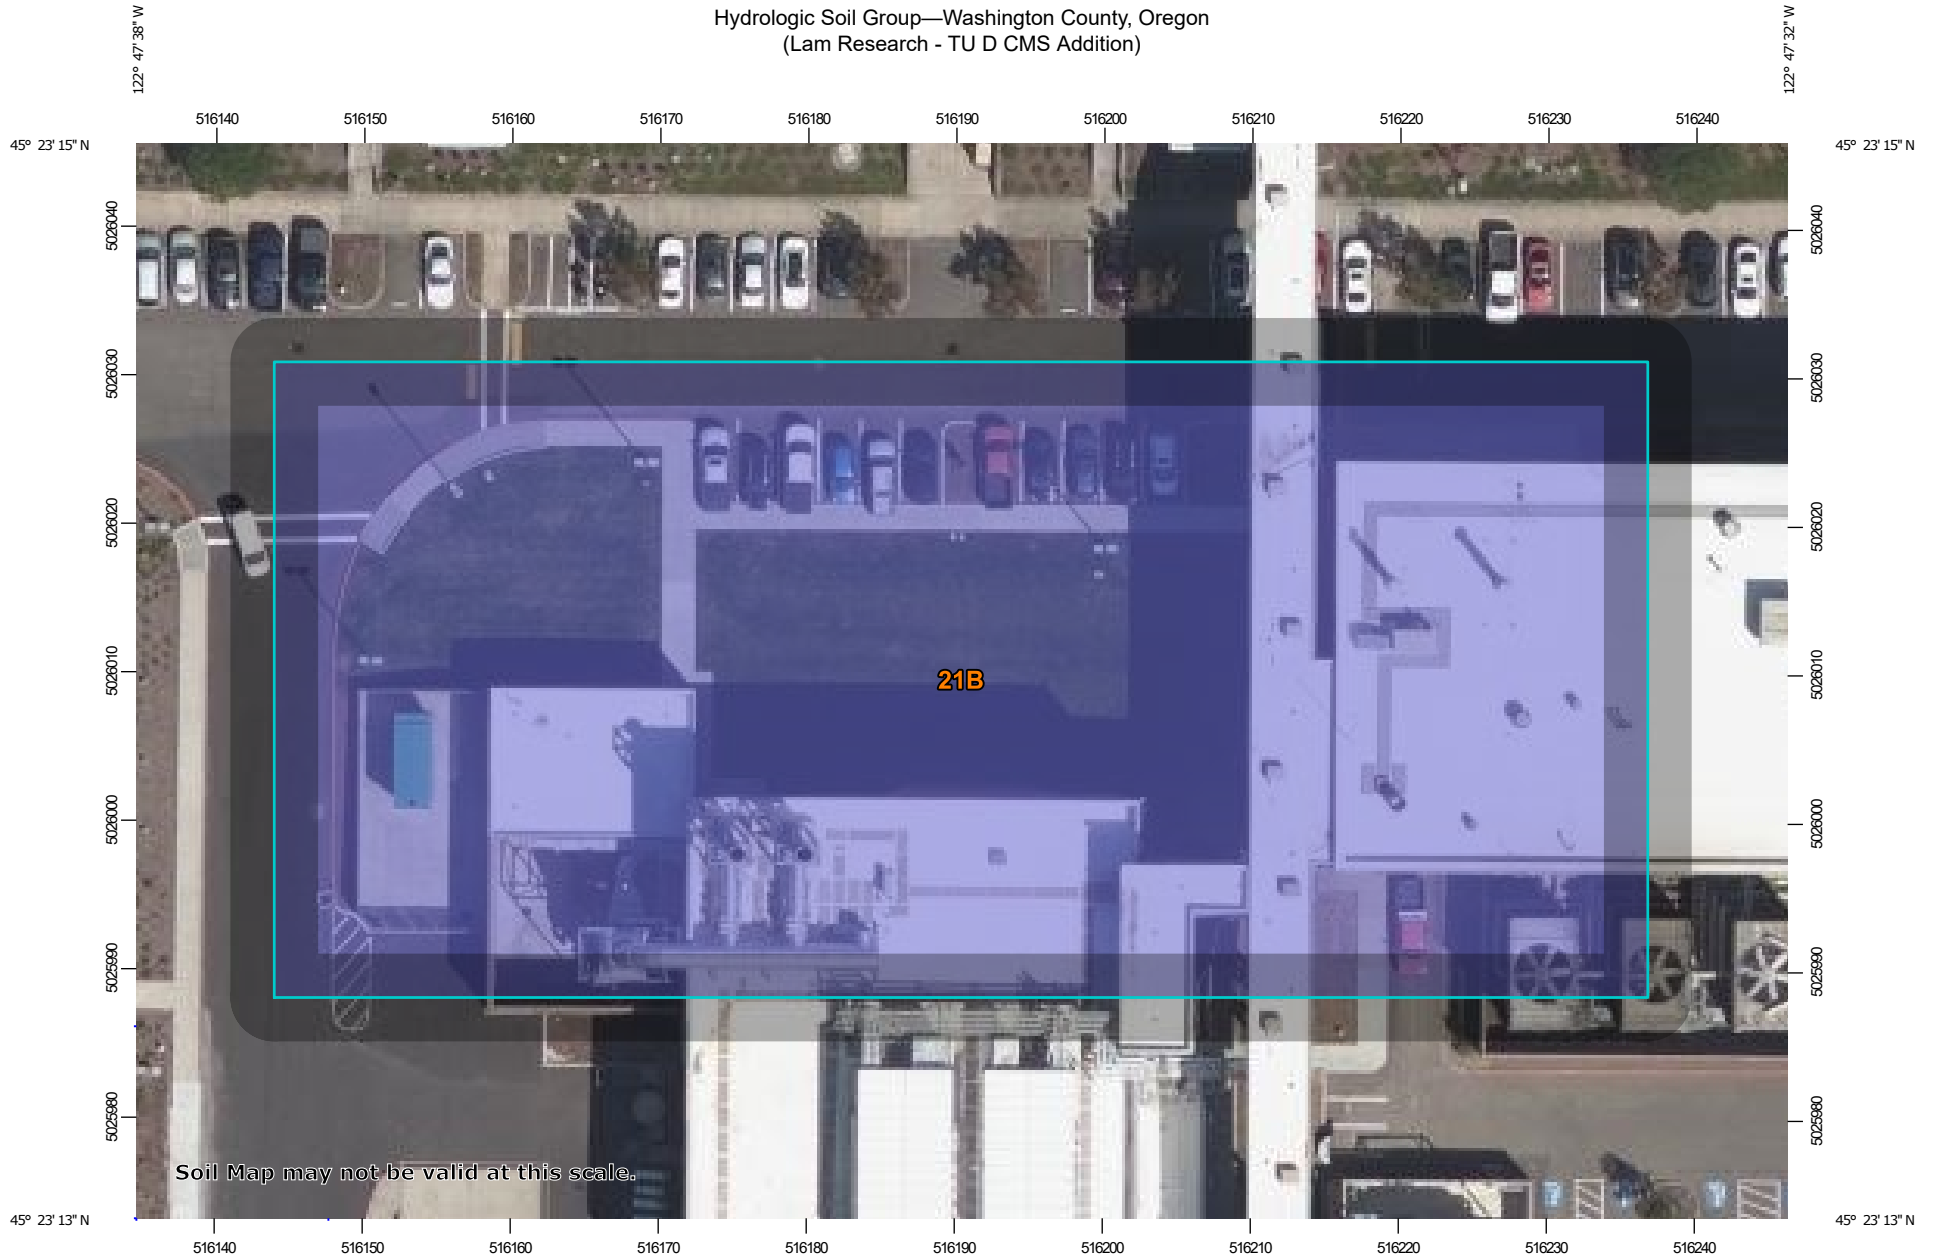 Hydrologic Soil Group—Washington County, Oregon
(Lam Research - TU D CMS Addition)
122° 47' 38" W
122° 47' 32" W
516140 516150 516160 516170 516180 516190 516200 516210 516220 516230 516240
45° 23' 15" N
45° 23' 15" N
5026040
5026040
5026030
5026030
5026020
5026020
5026010
5026010
21B
5026000
5026000
5025990
5025990
5025980
5025980
Soil Map may not be valid at this scale.
45° 23' 13" N
45° 23' 13" N
516140 516150 516160 516170 516180 516190 516200 516210 516220 516230 516240